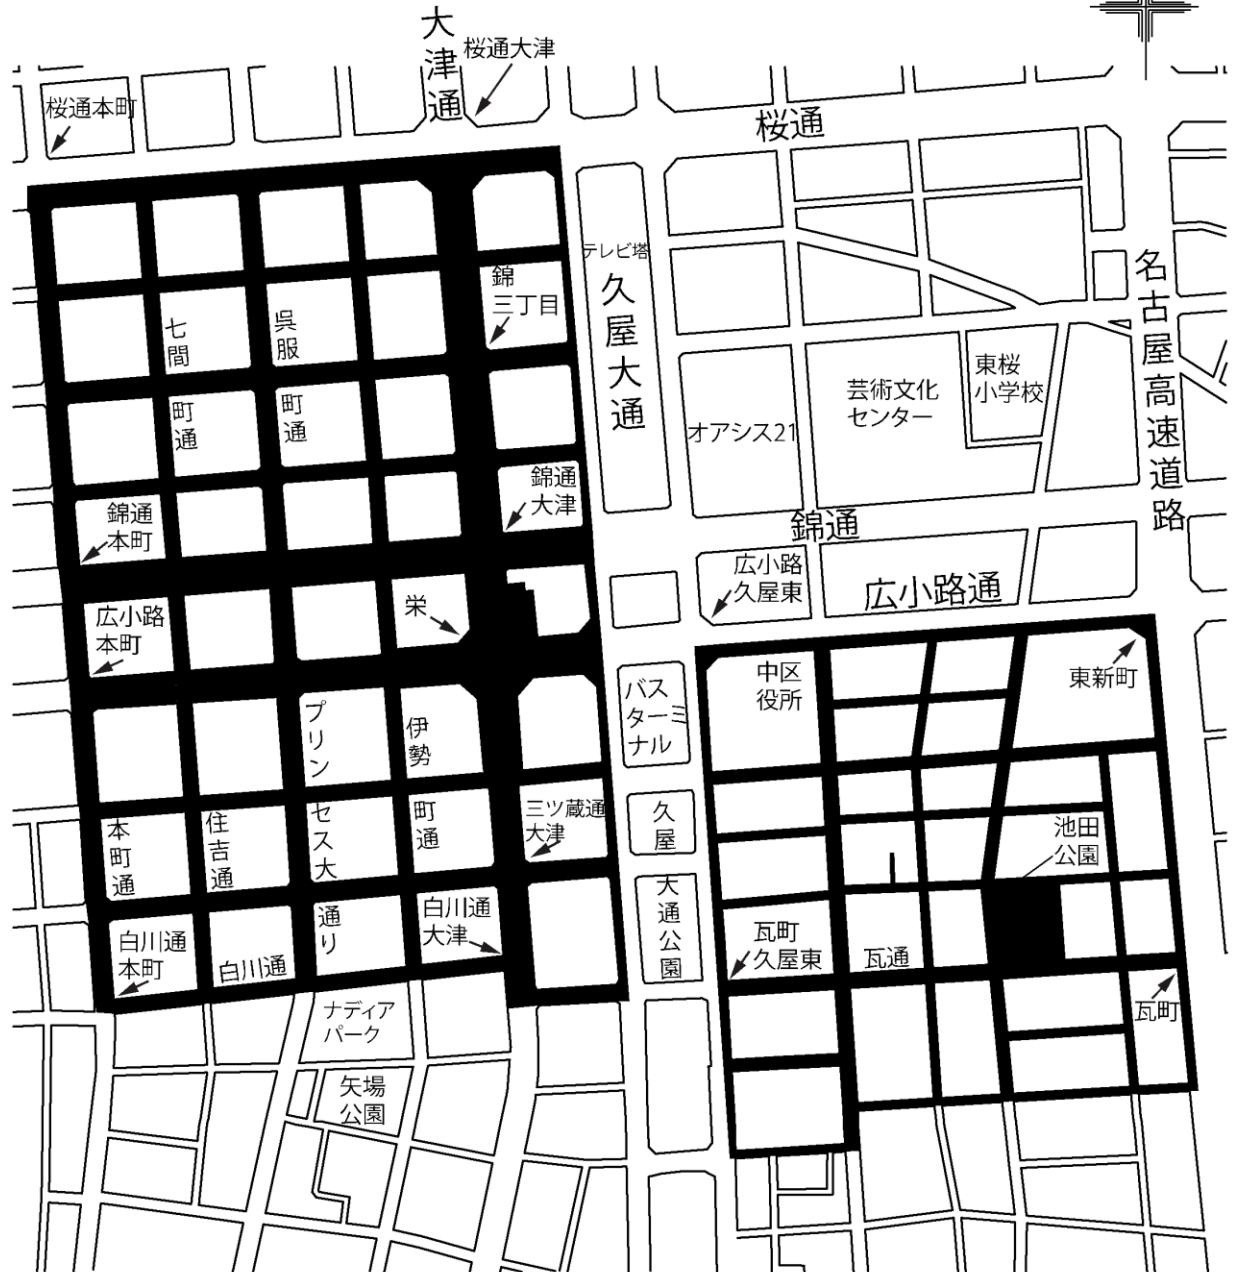 大津通
桜通大津
桜通本町
桜通
テレビ塔
久屋大通
名古屋高速道路
錦
三丁目
七間
町通
呉服
町通
東桜
小学校
芸術文化
センター
オアシス21
錦通
大津
錦通
本町
錦通
広小路
久屋東
広小路通
栄
広小路
本町
東新町
中区
役所
バス
ターミ
ナル
プリン
セス大
通り
伊勢
町通
三ツ蔵通
大津
久屋
大通公園
本町通
住吉通
池田
公園
白川通
大津
白川通
本町
白川通
瓦町
久屋東
瓦通
瓦町
ナディア
パーク
矢場
公園